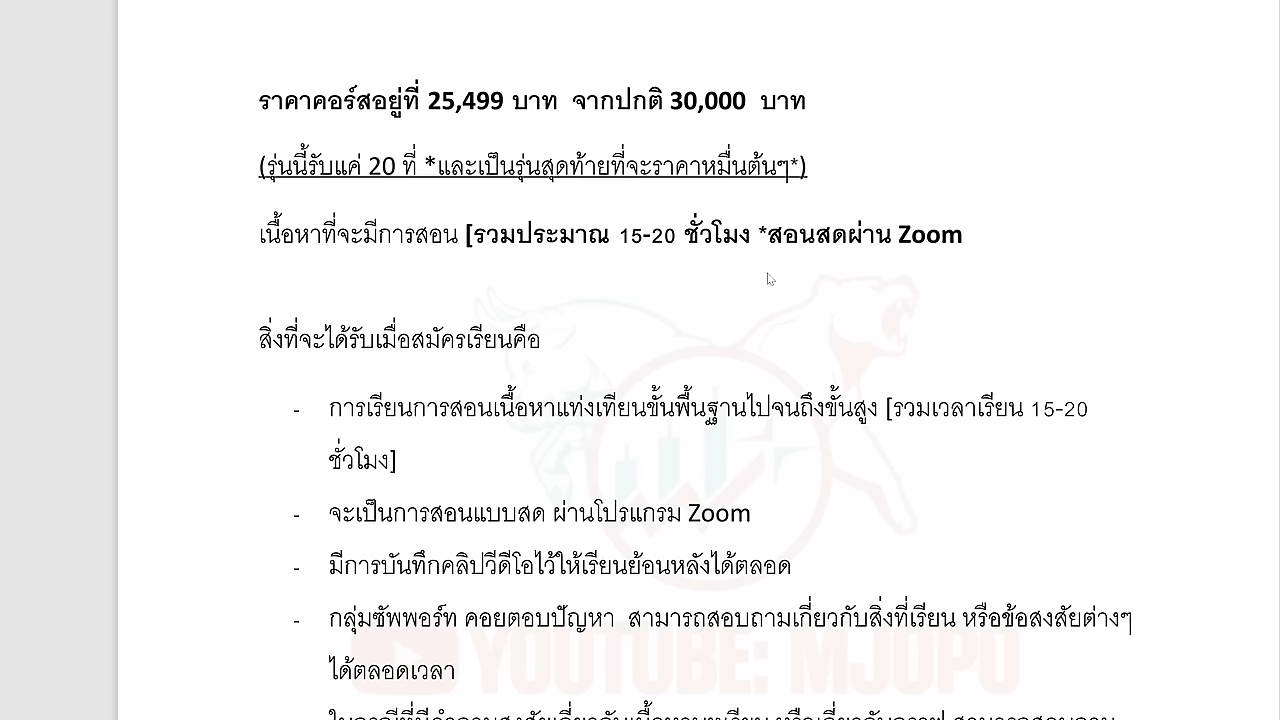 ราคาคอร์สอยู่ที่ 25,499 บาท จากปกติ 30,000 บาท
(รุ่นนี้รับแค่ 20 ที่ *และเป็นรุ่นสุดท้ายที่จะราคาหมื่นต้นๆ*)
เนื้อหาที่จะมีการสอน [รวมประมาณ 15-20 ชั่วโมง *สอนสดผ่าน Zoom
สิ่งที่จะได้รับเมื่อสมัครเรียนคือ
- การเรียนการสอนเนื้อหาแท่งเทียนขั้นพื้นฐานไปจนถึงขั้นสูง [รวมเวลาเรียน 15-20
ชั่วโมง]
- จะเป็นการสอนแบบสด ผ่านโปรแกรม Zoom
- มีการบันทึกคลิปวีดีโอไว้ให้เรียนย้อนหลังได้ตลอด
- กลุ่มซัพพอร์ท คอยตอบปัญหา สามารถสอบถามเกี่ยวกับสิ่งที่เรียน หรือข้อสงสัยต่างๆ
ได้ตลอดเวลา
YOUTUBE: MJOPO